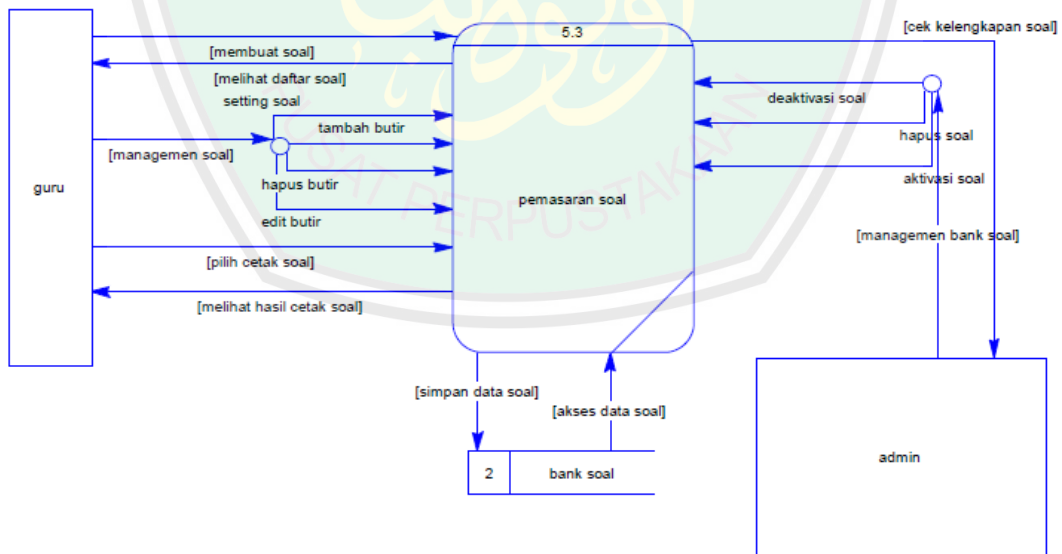 5.3
[cek kelengkapan soal]
[membuat soal]
[melihat daftar soal]
setting soal
deaktivasi soal
tambah butir
hapus soal
[managemen soal]
hapus butir
aktivasi soal
guru
pemasaran soal
edit butir
[managemen bank soal]
[pilih cetak soal]
[melihat hasil cetak soal]
[simpan data soal]
[akses data soal]
2
bank soal
admin
PUSAT PERPUSTAKAAN